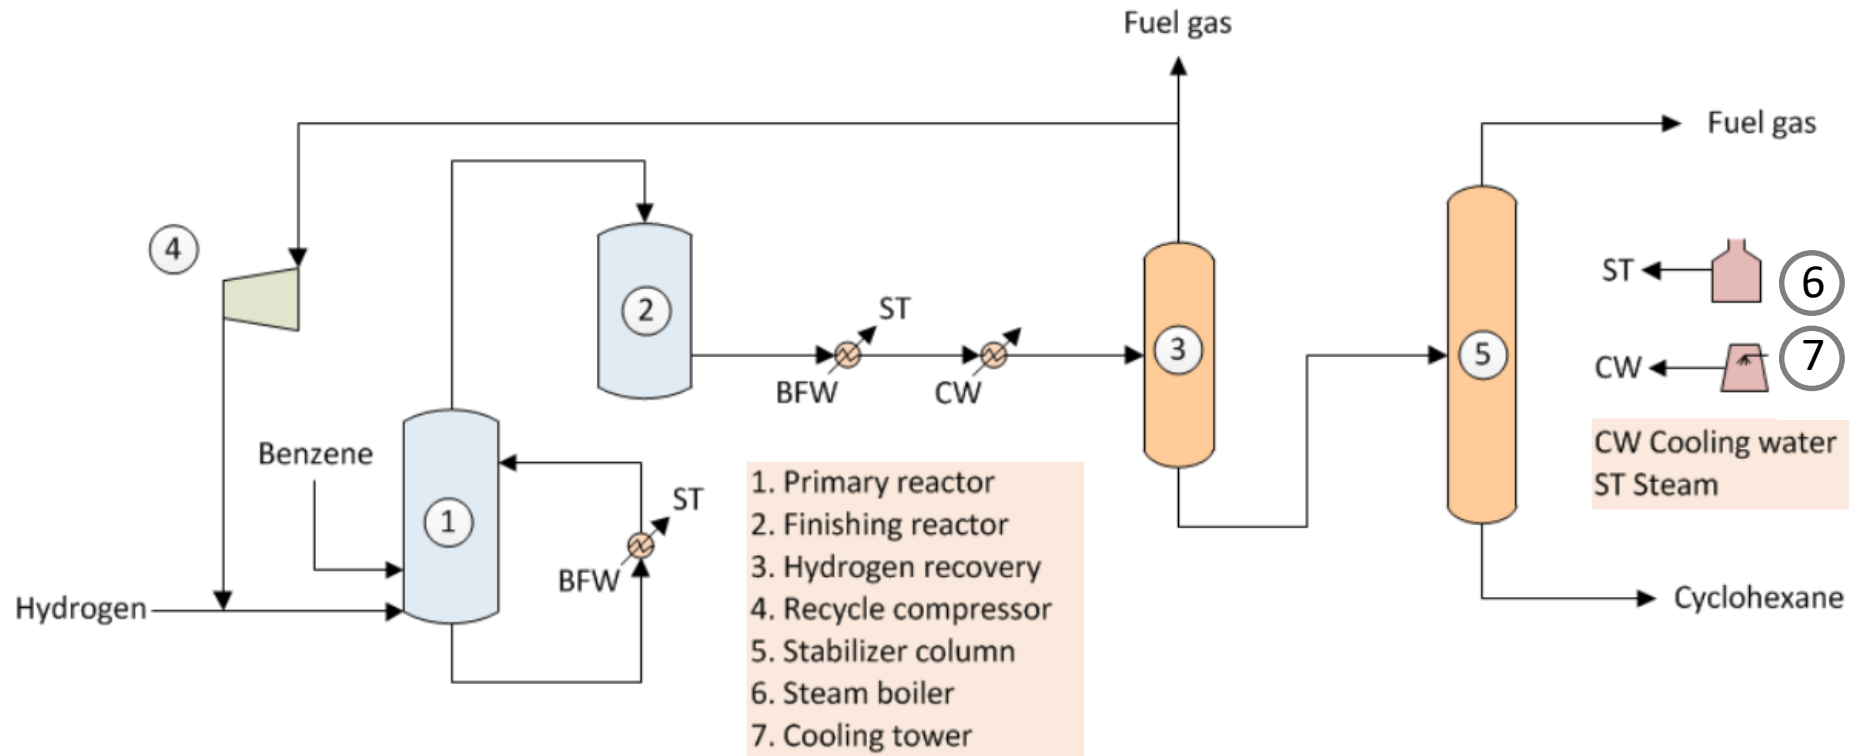 Fuel gas
Fuel gas
4
2
ST
3
5
ST
6
BFW
CW
CW
7
Benzene
1
ST
BFW
Hydrogen
1. Primary reactor
2. Finishing reactor
3. Hydrogen recovery
4. Recycle compressor
5. Stabilizer column
6. Steam boiler
7. Cooling tower
CW Cooling water
ST Steam
Cyclohexane